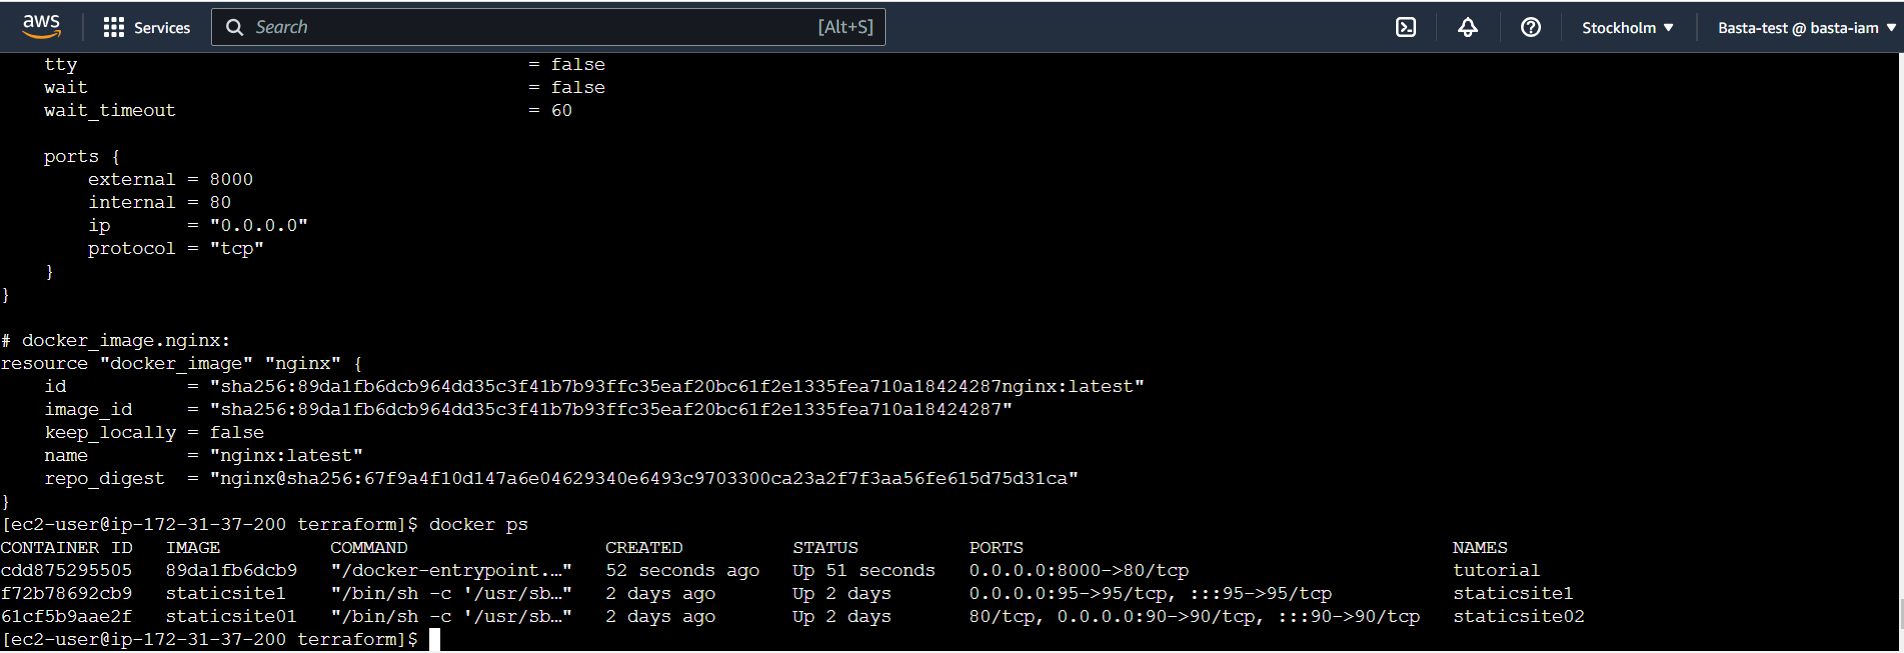 aws Services Search [Alt+S] Stockholm ▼ Basta-test @ basta-iam ▼
    tty                                         = false
    wait                                        = false
    wait_timeout                                = 60

    ports {
        external = 8000
        internal = 80
        ip       = "0.0.0.0"
        protocol = "tcp"
    }
}

# docker_image.nginx:
resource "docker_image" "nginx" {
    id           = "sha256:89da1fb6dcb964dd35c3f41b7b93ffc35eaf20bc61f2e1335fea710a18424287nginx:latest"
    image_id     = "sha256:89da1fb6dcb964dd35c3f41b7b93ffc35eaf20bc61f2e1335fea710a18424287"
    keep_locally = false
    name         = "nginx:latest"
    repo_digest  = "nginx@sha256:67f9a4f10d147a6e04629340e6493c9703300ca23a2f7f3aa56fe615d75d31ca"
}
[ec2-user@ip-172-31-37-200 terraform]$ docker ps
CONTAINER ID   IMAGE          COMMAND                  CREATED          STATUS          PORTS                                       NAMES
cdd875295505   89da1fb6dcb9   "/docker-entrypoint.…"   52 seconds ago   Up 51 seconds   0.0.0.0:8000->80/tcp                        tutorial
f72b78692cb9   staticsite1    "/bin/sh -c '/usr/sb…"   2 days ago       Up 2 days       0.0.0.0:95->95/tcp, :::95->95/tcp           staticsite1
61cf5b9aae2f   staticsite01   "/bin/sh -c '/usr/sb…"   2 days ago       Up 2 days       80/tcp, 0.0.0.0:90->90/tcp, :::90->90/tcp   staticsite02
[ec2-user@ip-172-31-37-200 terraform]$